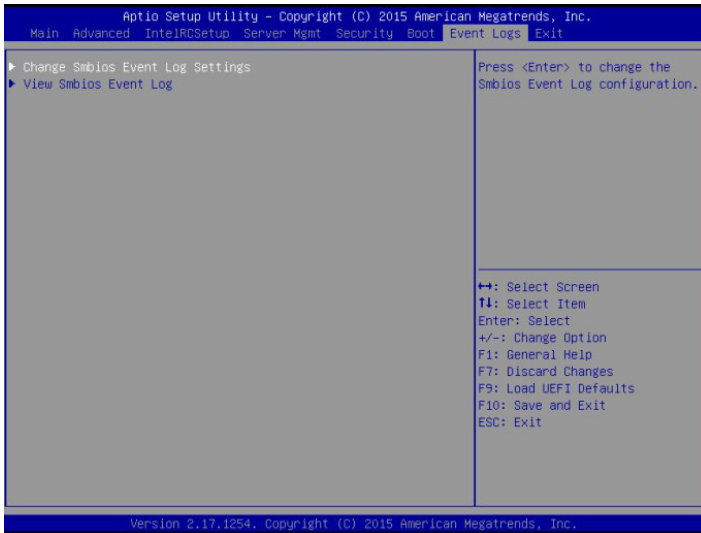 Aptio Setup Utility – Copyright (C) 2015 American Megatrends, Inc.
Main Advanced IntelRCSetup Server Mgmt Security Boot Event Logs Exit
▶ Change Smbios Event Log Settings
▶ View Smbios Event Log
Press <Enter> to change the
Smbios Event Log configuration.
↔: Select Screen
↑↓: Select Item
Enter: Select
+/-: Change Option
F1: General Help
F7: Discard Changes
F9: Load UEFI Defaults
F10: Save and Exit
ESC: Exit
Version 2.17.1254. Copyright (C) 2015 American Megatrends, Inc.